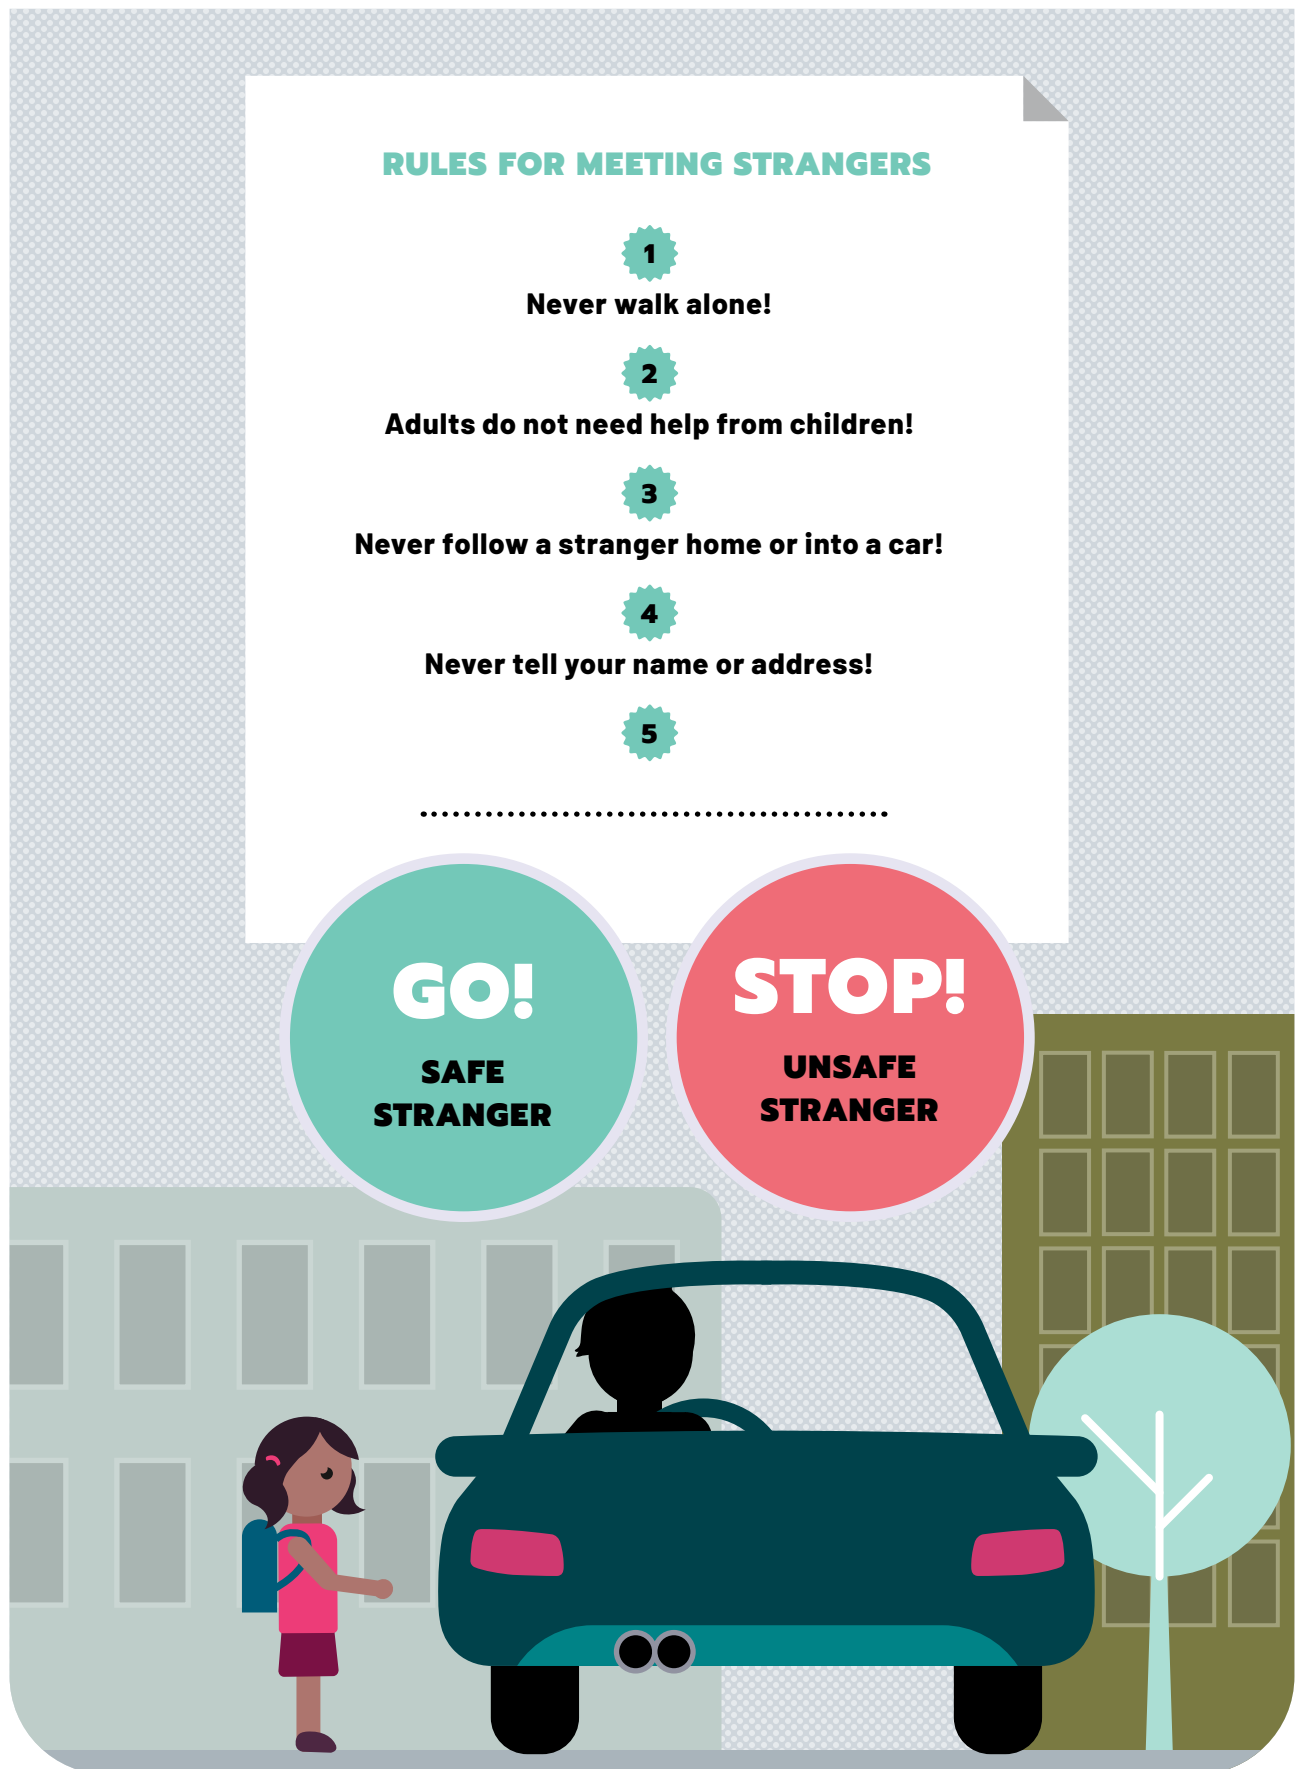 RULES FOR MEETING STRANGERS
1
Never walk alone!
2
Adults do not need help from children!
3
Never follow a stranger home or into a car!
4
Never tell your name or address!
5
GO!
SAFE
STRANGER
STOP!
UNSAFE
STRANGER